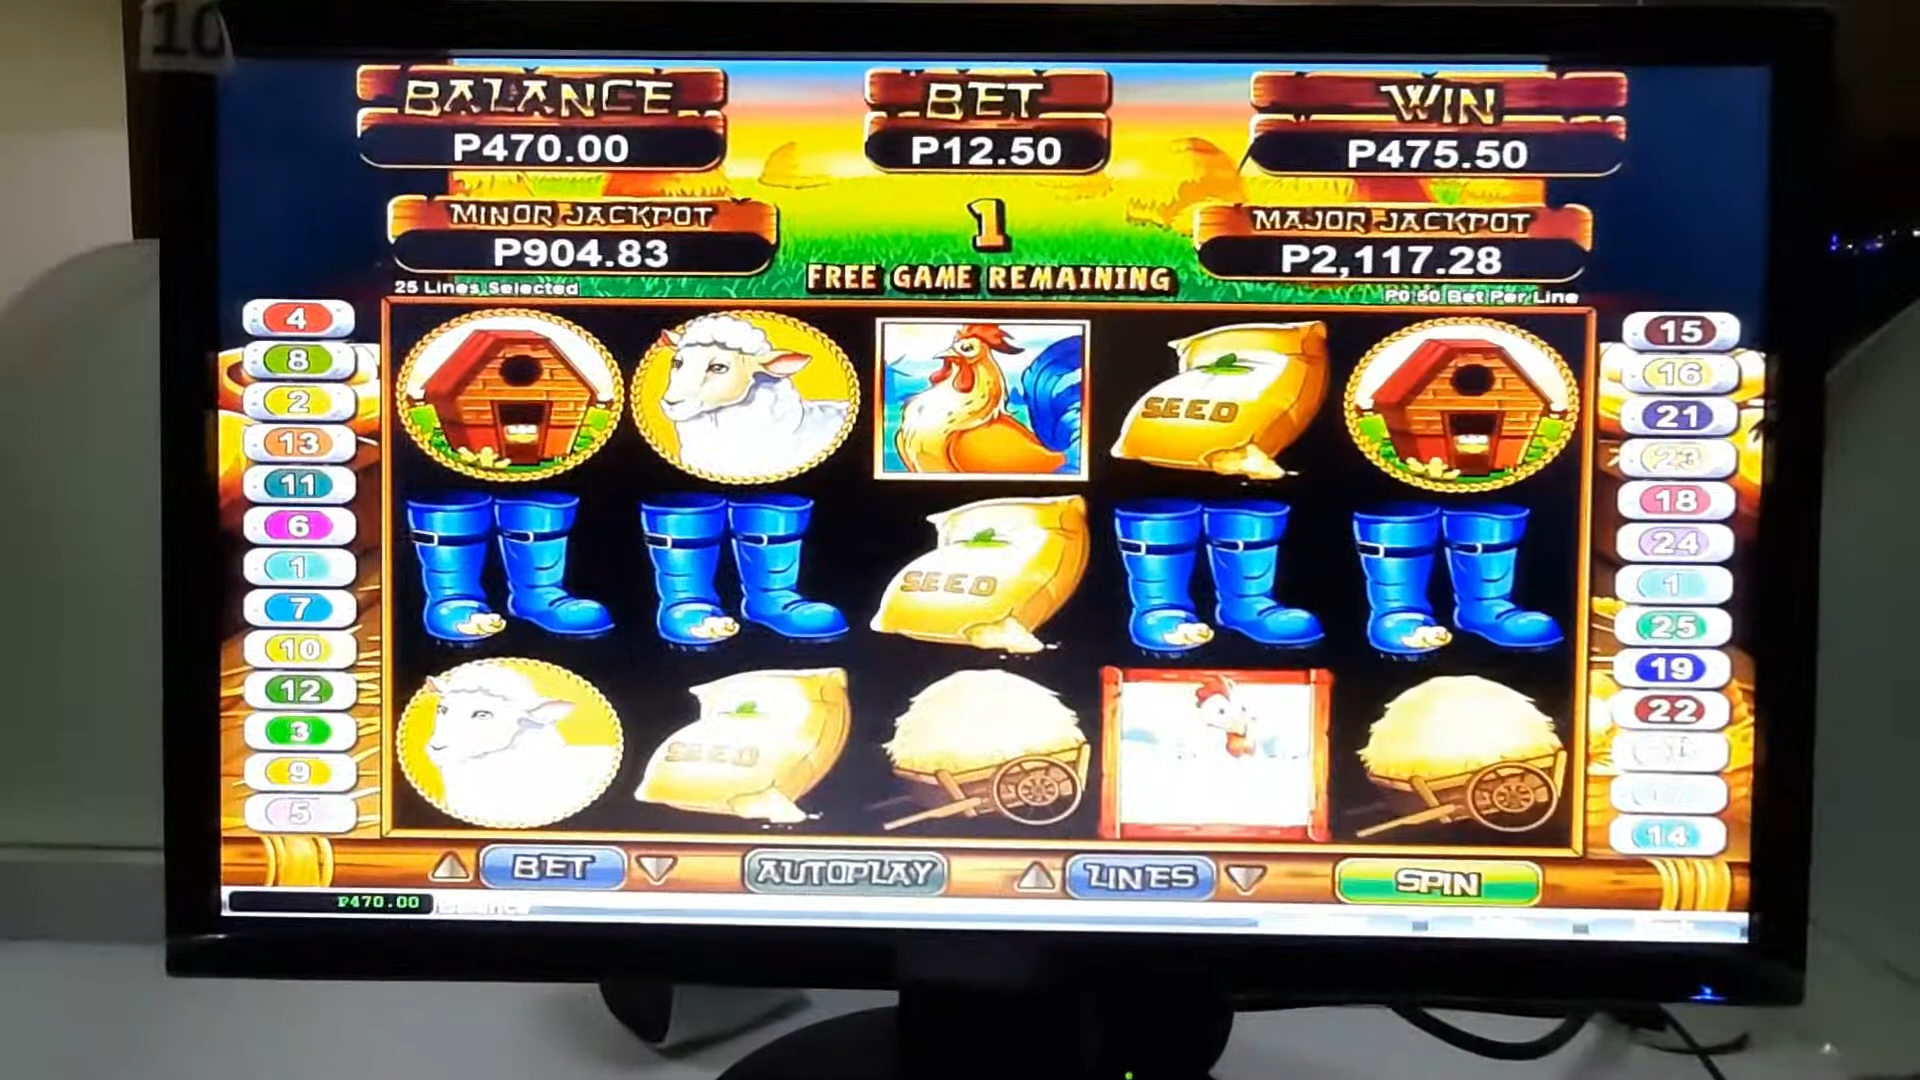 10
BALANCE
P470.00
BET
P12.50
WIN
P475.50
MINOR JACKPOT
P904.83
1
FREE GAME REMAINING
MAJOR JACKPOT
P2,117.28
25 Lines Selected
P0.50 Bet Per Line
4
8
2
13
11
6
1
7
10
12
3
9
5
SEED
SEED
SEED
15
16
21
23
18
24
1
25
19
22
14
BET
AUTOPLAY
LINES
SPIN
P470.00